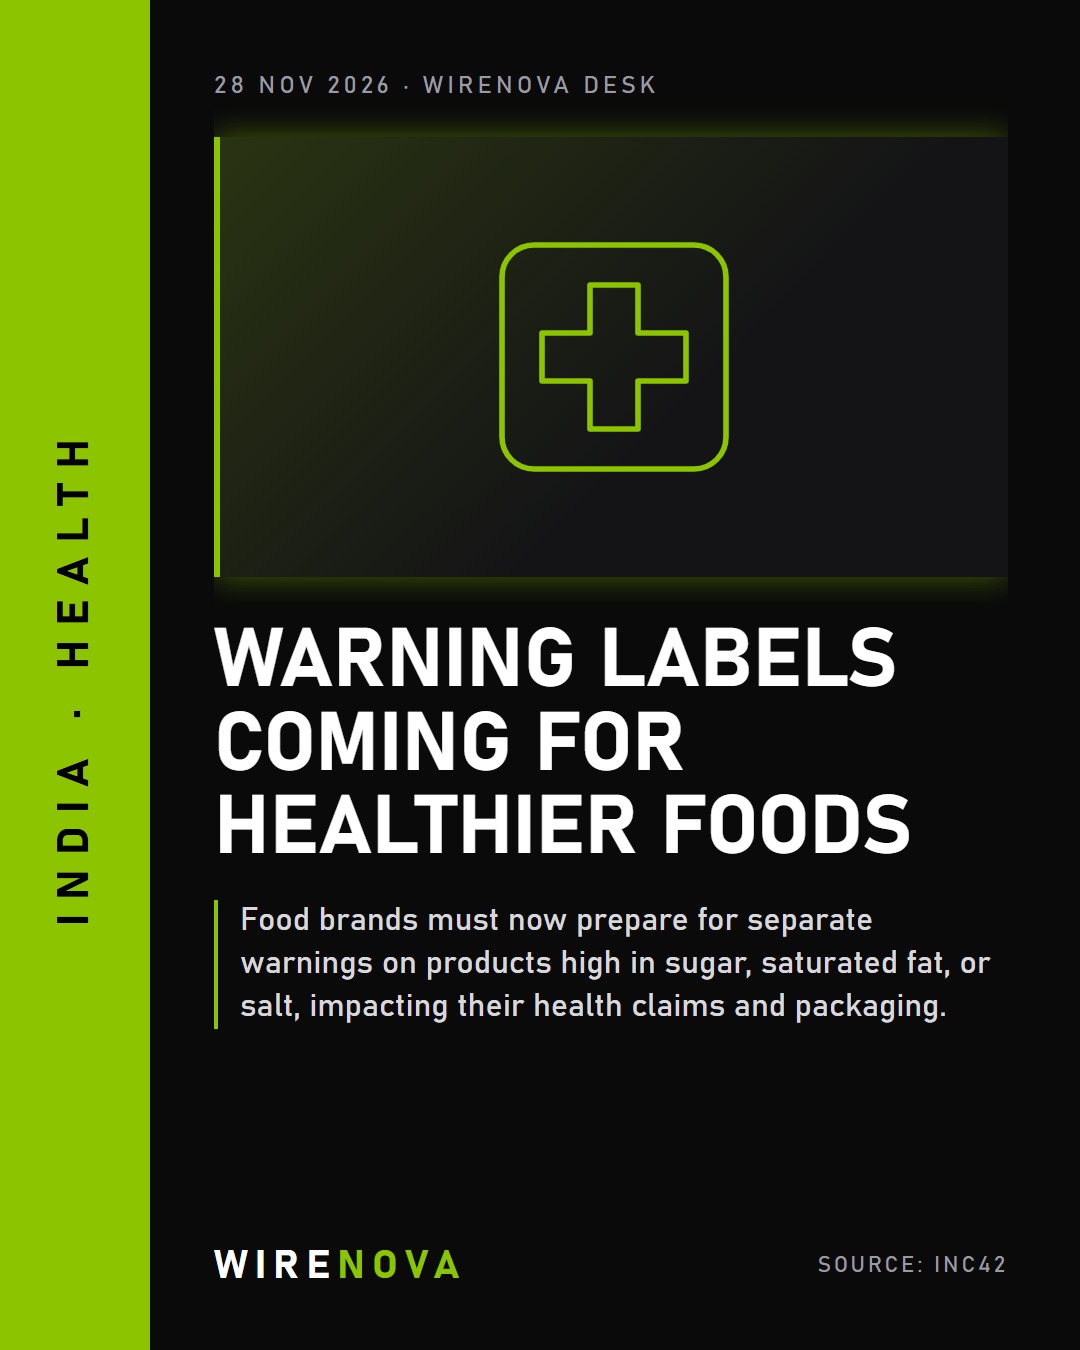 INDIA · HEALTH
28 NOV 2026 · WIRENOVA DESK
WARNING LABELS
COMING FOR
HEALTHIER FOODS
Food brands must now prepare for separate
warnings on products high in sugar, saturated fat, or
salt, impacting their health claims and packaging.
WIRENOVA
SOURCE: INC42